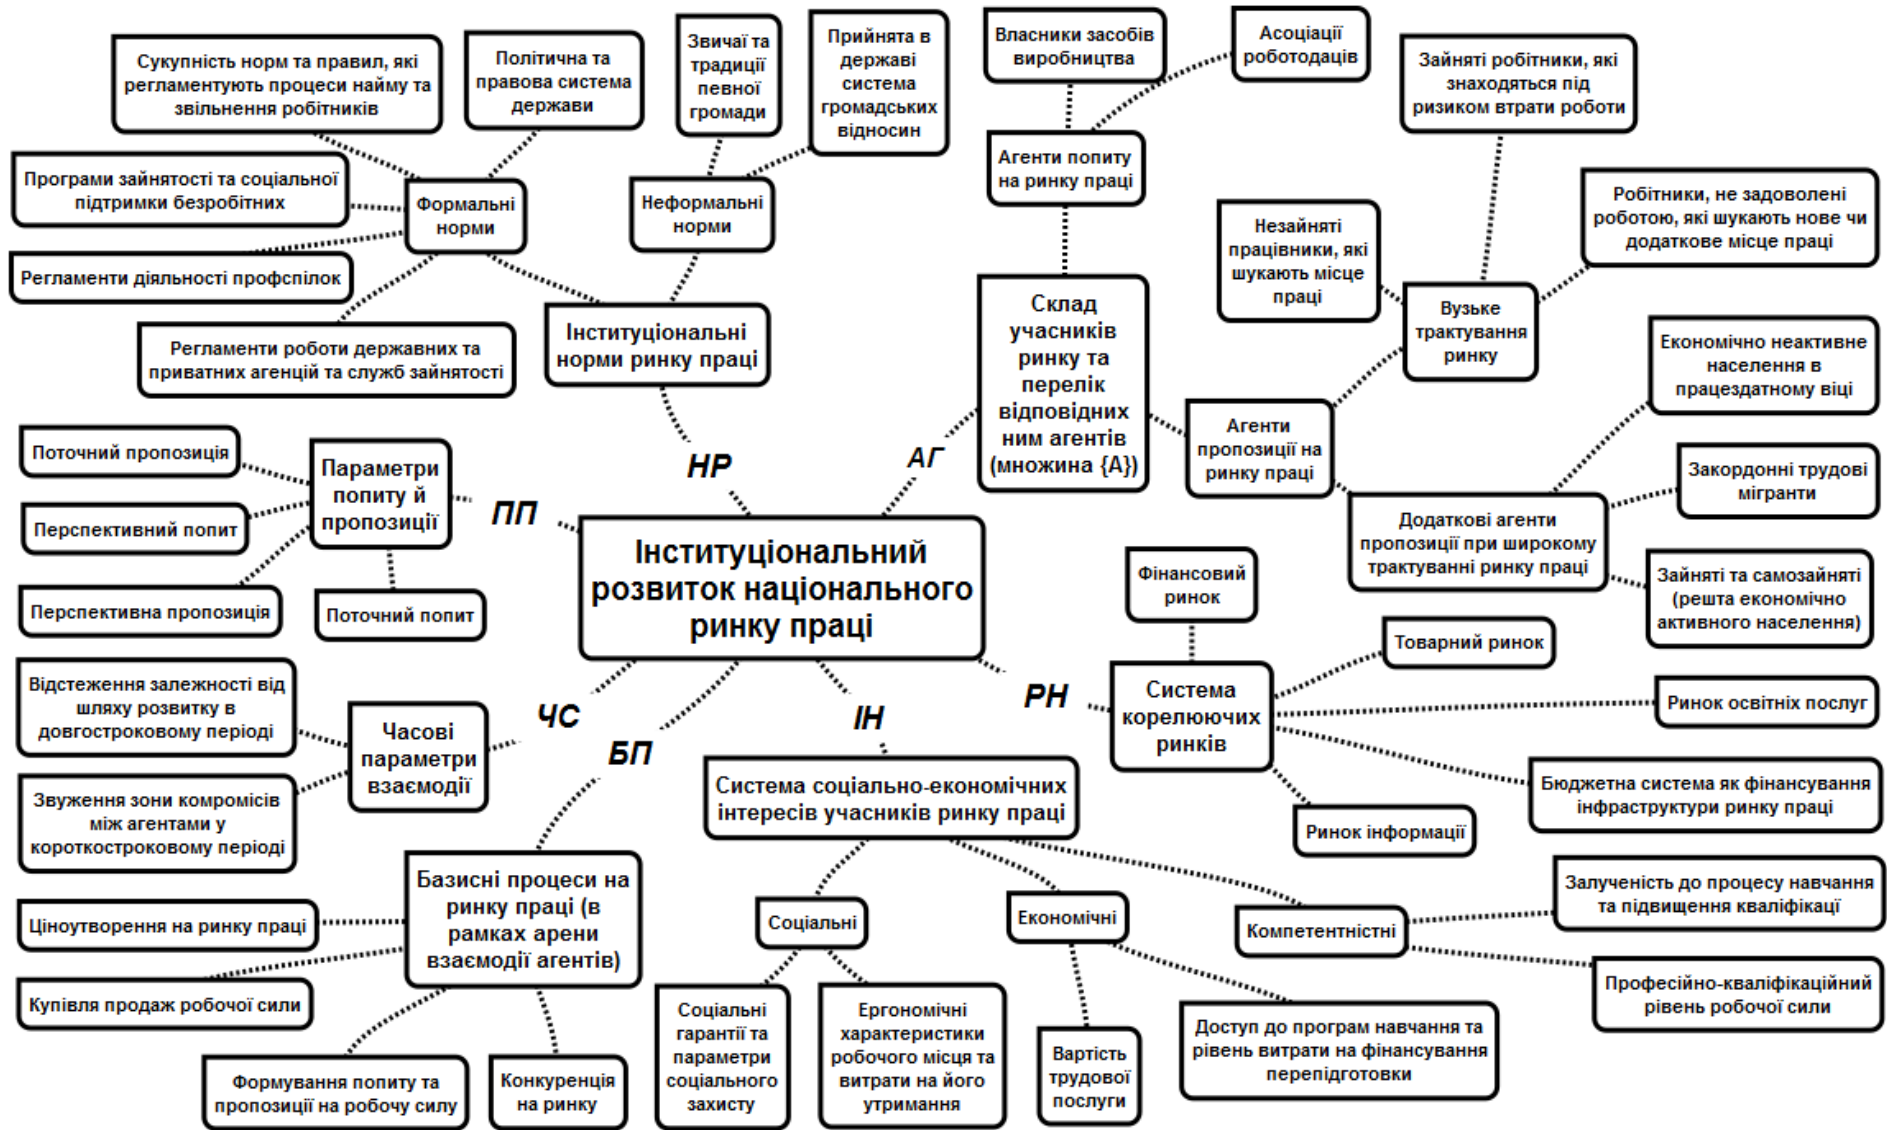 Сукупність норм та правил, які
регламентують процеси найму та
звільнення робітників
Політична та
правова система
держави
Звичаї та
традиції
певної
громади
Прийнята в
державі
система
громадських
відносин
Власники засобів
виробництва
Асоціації
роботодаців
Зайняті робітники, які
знаходяться під
ризиком втрати роботи
Програми зайнятості та соціальної
підтримки безробітних
Формальні
норми
Неформальні
норми
Агенти попиту
на ринку праці
Незайняті
працівники, які
шукають місце
праці
Робітники, не задоволені
роботою, які шукають нове чи
додаткове місце праці
Регламенти діяльності профспілок
Регламенти роботи державних та
приватних агенцій та служб зайнятості
Інституціональні
норми ринку праці
Склад
учасників
ринку та
перелік
відповідних
ним агентів
(множина {А})
Вузьке
трактування
ринку
Економічно неактивне
населення в
працездатному віці
Агенти
пропозиції на
ринку праці
Поточний пропозиція
Перспективний попит
Перспективна пропозиція
Поточний попит
Параметри
попиту й
пропозиції
ПП
НР
АГ
Закордонні трудові
мігранти
Додаткові агенти
пропозиції при широкому
трактуванні ринку праці
Зайняті та самозайняті
(решта економічно
активного населення)
Інституціональний
розвиток національного
ринку праці
Фінансовий
ринок
Товарний ринок
Ринок освітніх послуг
Система
корелюючих
ринків
РН
Бюджетна система як фінансування
інфраструктури ринку праці
Ринок інформації
Відстеження залежності від
шляху розвитку в
довгостроковому періоді
Звуження зони компромісів
між агентами у
короткостроковому періоді
Часові
параметри
взаємодії
ЧС
БП
ІН
Система соціально-економічних
інтересів учасників ринку праці
Базисні процеси на
ринку праці (в
рамках арени
взаємодії агентів)
Ціноутворення на ринку праці
Купівля продаж робочої сили
Формування попиту та
пропозиції на робочу силу
Конкуренція
на ринку
Соціальні
Економічні
Компетентністні
Залученість до процесу навчання
та підвищення кваліфікації
Професійно-кваліфікаційний
рівень робочої сили
Соціальні
гарантії та
параметри
соціального
захисту
Ергономічні
характеристики
робочого місця та
витрати на його
утримання
Вартість
трудової
послуги
Доступ до програм навчання та
рівень витрати на фінансування
перепідготовки